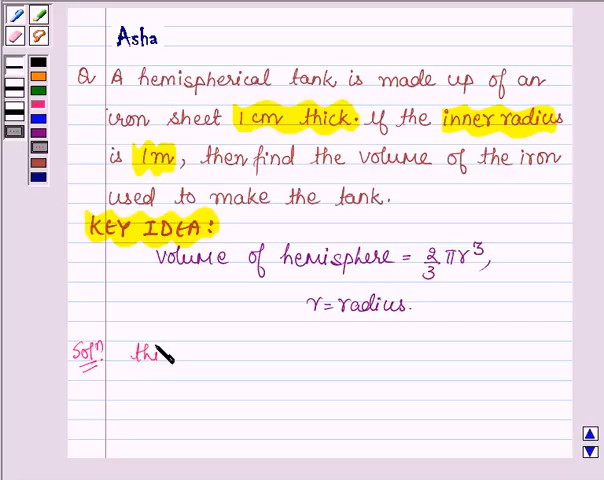 Asha
Q A hemispherical tank is made up of an
iron sheet 1 cm thick. If the inner radius
is 1m, then find the volume of the iron
used to make the tank.
KEY IDEA:
Volume of hemisphere = 2/3 πr³,
r = radius.
Solⁿ. thi